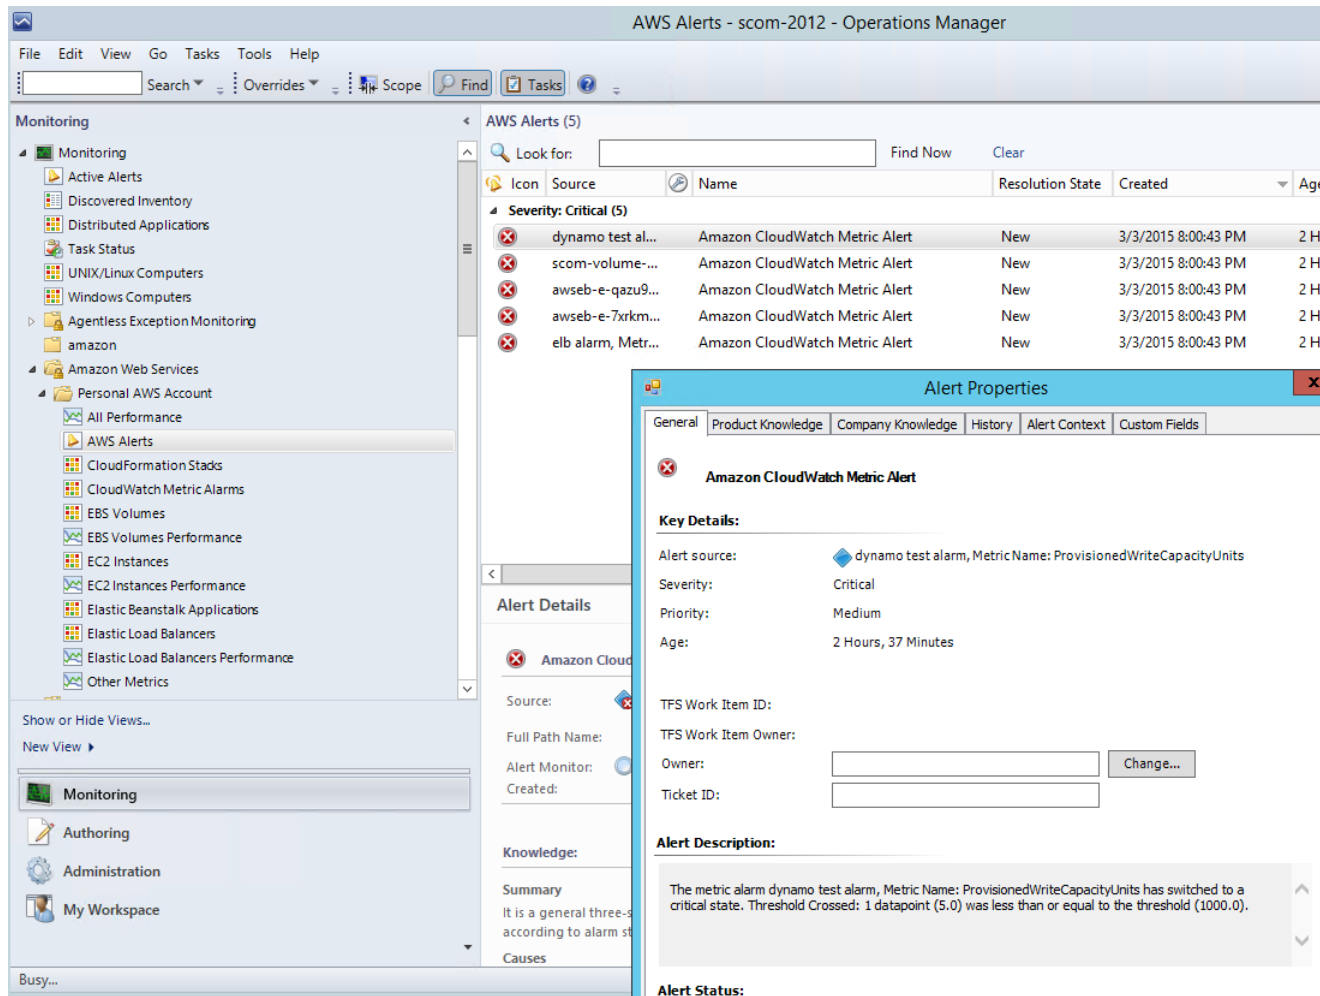 AWS Alerts - scom-2012 - Operations Manager
File Edit View Go Tasks Tools Help
Search Overrides Scope Find Tasks
Monitoring
Monitoring
Active Alerts
Discovered Inventory
Distributed Applications
Task Status
UNIX/Linux Computers
Windows Computers
Agentless Exception Monitoring
amazon
Amazon Web Services
Personal AWS Account
All Performance
AWS Alerts
CloudFormation Stacks
CloudWatch Metric Alarms
EBS Volumes
EBS Volumes Performance
EC2 Instances
EC2 Instances Performance
Elastic Beanstalk Applications
Elastic Load Balancers
Elastic Load Balancers Performance
Other Metrics
Show or Hide Views...
New View
Monitoring
Authoring
Administration
My Workspace
Busy...
AWS Alerts (5)
Look for: Find Now Clear
Icon Source Name Resolution State Created Age
Severity: Critical (5)
dynamo test al... Amazon CloudWatch Metric Alert New 3/3/2015 8:00:43 PM 2 H
scom-volume-... Amazon CloudWatch Metric Alert New 3/3/2015 8:00:43 PM 2 H
awseb-e-qazu9... Amazon CloudWatch Metric Alert New 3/3/2015 8:00:43 PM 2 H
awseb-e-7xrkm... Amazon CloudWatch Metric Alert New 3/3/2015 8:00:43 PM 2 H
elb alarm, Metr... Amazon CloudWatch Metric Alert New 3/3/2015 8:00:43 PM 2 H
Alert Details
Amazon Cloud
Source:
Full Path Name:
Alert Monitor:
Created:
Knowledge:
Summary
It is a general three-s
according to alarm st
Causes
Alert Properties
General Product Knowledge Company Knowledge History Alert Context Custom Fields
Amazon CloudWatch Metric Alert
Key Details:
Alert source: dynamo test alarm, Metric Name: ProvisionedWriteCapacityUnits
Severity: Critical
Priority: Medium
Age: 2 Hours, 37 Minutes
TFS Work Item ID:
TFS Work Item Owner:
Owner: Change...
Ticket ID:
Alert Description:
The metric alarm dynamo test alarm, Metric Name: ProvisionedWriteCapacityUnits has switched to a
critical state. Threshold Crossed: 1 datapoint (5.0) was less than or equal to the threshold (1000.0).
Alert Status: